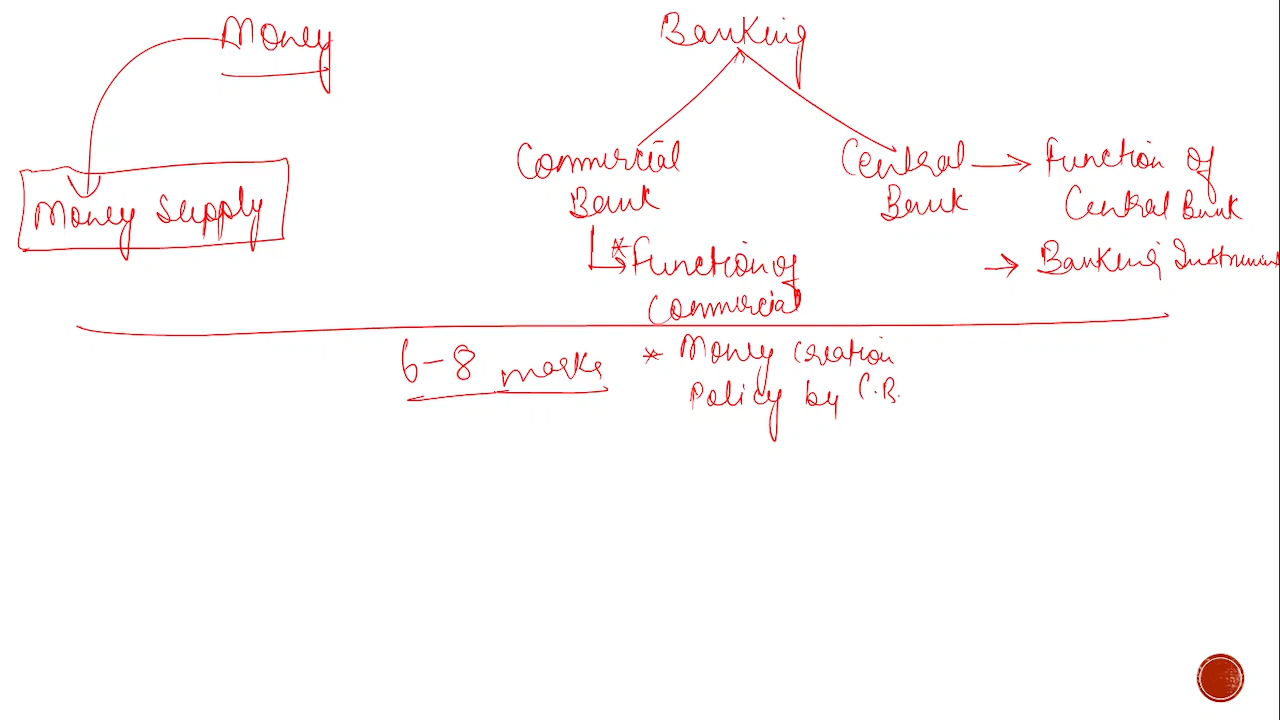 Money
Banking
Commercial
Bank
Central → Function of
Bank
Central Bank
Money Supply
* Function of
Commercial
→ Banking Instrument
6-8 marks
* Money creation
Policy by C.B.